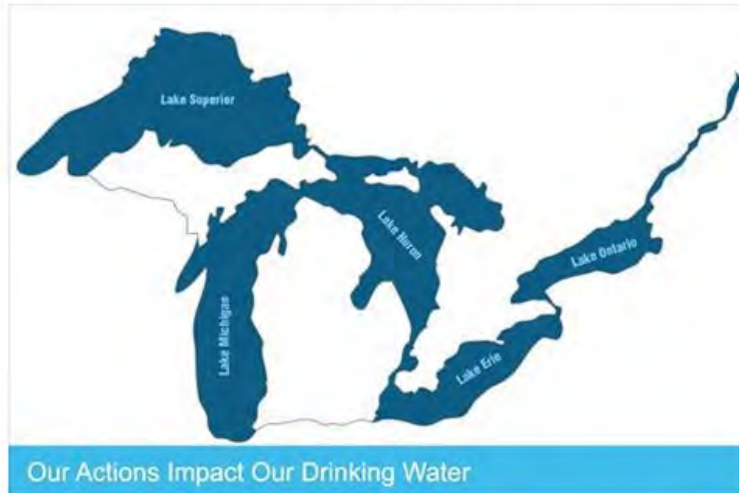 Lake Superior
Lake Huron
Lake Ontario
Lake Michigan
Lake Erie
Our Actions Impact Our Drinking Water